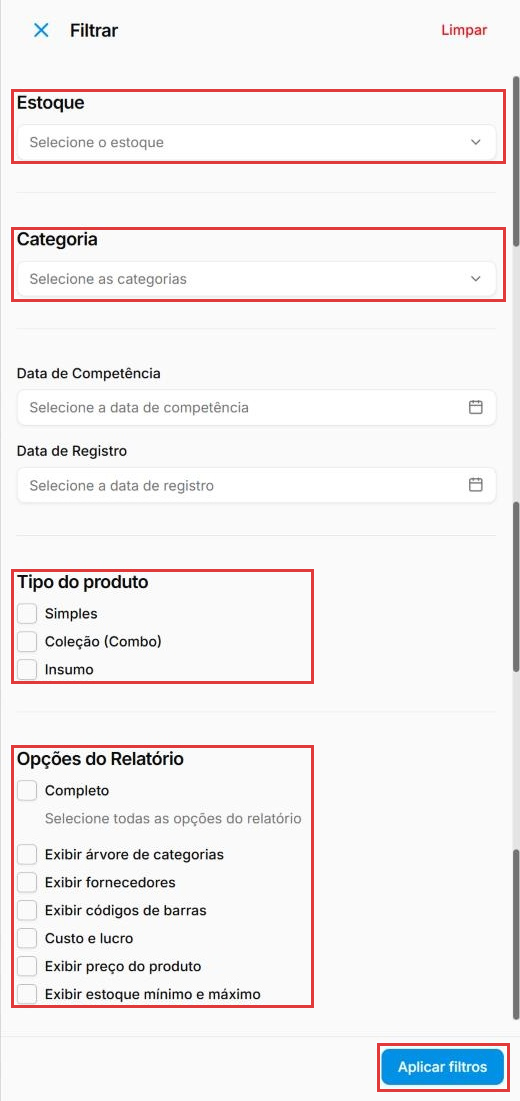 Filtrar
Limpar
Estoque
Selecione o estoque
Categoria
Selecione as categorias
Data de Competência
Selecione a data de competência
Data de Registro
Selecione a data de registro
Tipo do produto
Simples
Coleção (Combo)
Insumo
Opções do Relatório
Completo
Selecione todas as opções do relatório
Exibir árvore de categorias
Exibir fornecedores
Exibir códigos de barras
Custo e lucro
Exibir preço do produto
Exibir estoque mínimo e máximo
Aplicar filtros